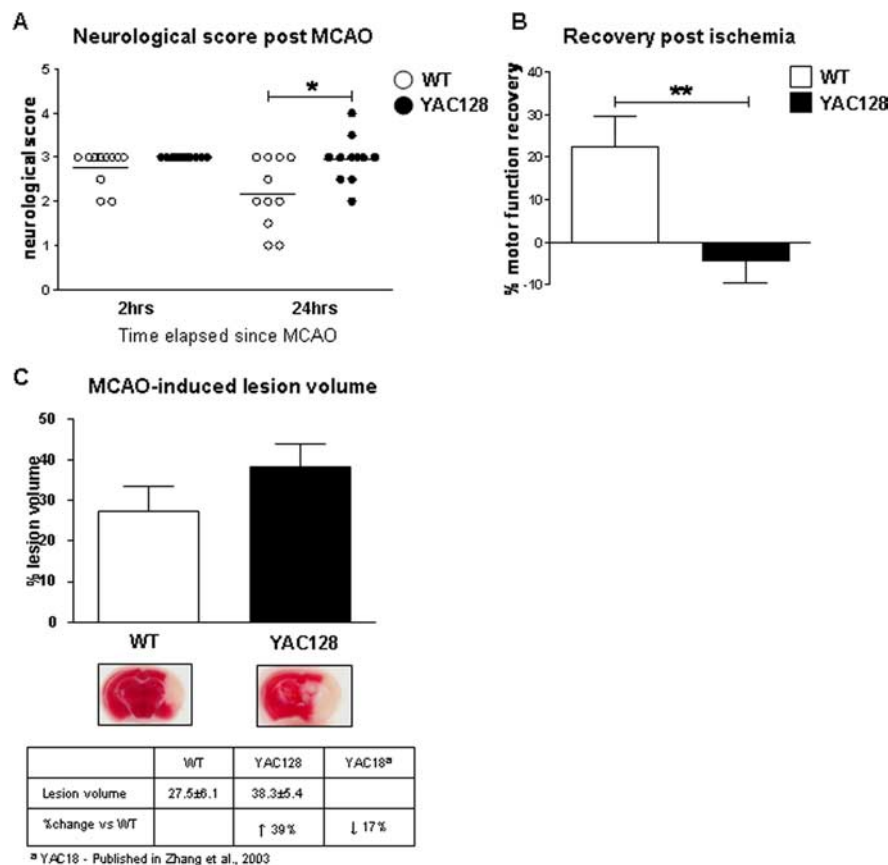 A
Neurological score post MCAO
neurological score
5
4
3
2
1
0
*
WT
YAC128
2hrs
24hrs
Time elapsed since MCAO
B
Recovery post ischemia
% motor function recovery
40
30
20
10
0
-10
**
WT
YAC128
C
MCAO-induced lesion volume
% lesion volume
50
40
30
20
10
0
WT
YAC128
WT YAC128 YAC18ª
Lesion volume 27.5±6.1 38.3±5.4
%change vs WT ↑ 39% ↓ 17%
ª YAC18 - Published in Zhang et al., 2003